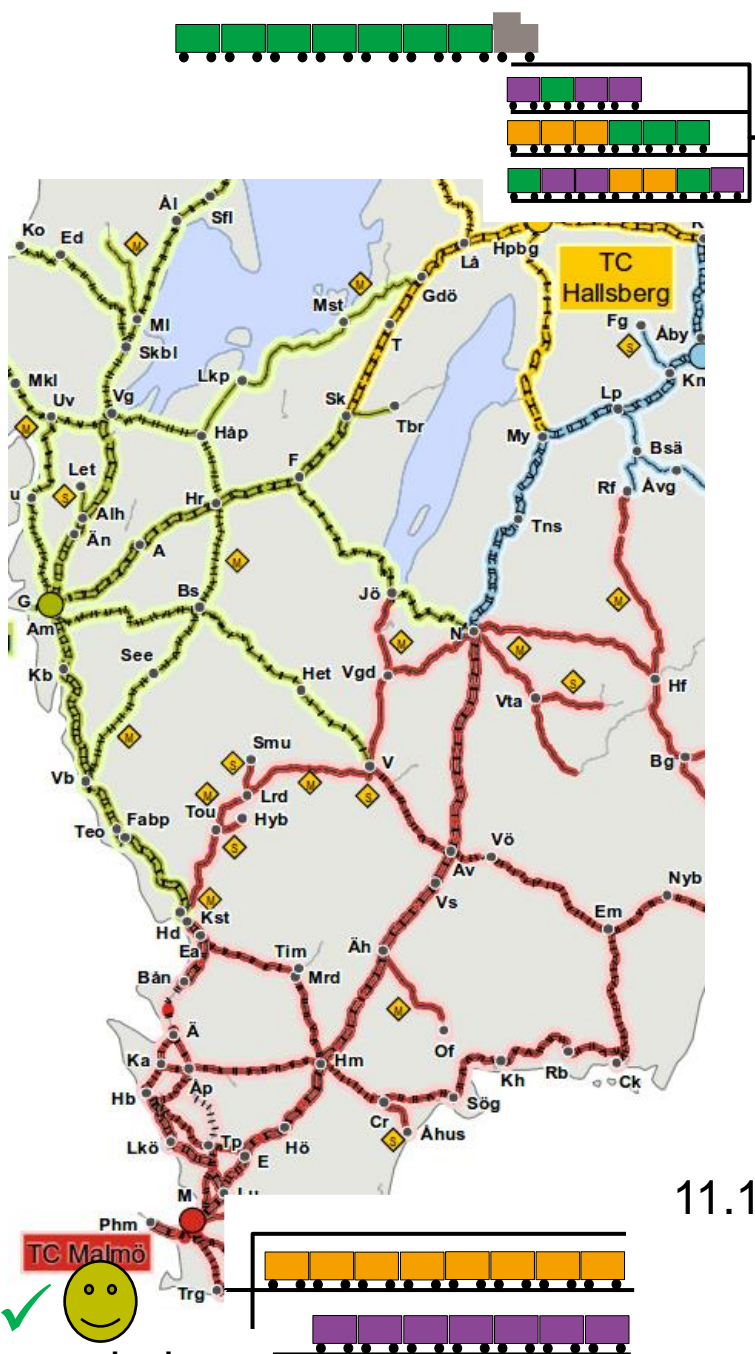 Ål
Sfl
Ko
Ed
M
Lå
Hpbg
TC
Hallsberg
M
Gdö
Mst
Ml
Fg
Åby
T
S
Skbl
Km
Mkl
Lkp
Uv
Vg
Sk
Lp
Tbr
M
Håp
My
Bsä
Let
F
S
Hr
Rf
Åvg
Alh
Än
A
Tns
M
Bs
Jö
G
Am
M
N
M
M
See
Kb
Het
Vgd
S
Hf
Vta
M
Smu
V
Bg
Vb
S
M
M
Lrd
S
Tou
Hyb
Teo
Fabp
S
Vö
Av
Nyb
M
Vs
Kst
Hd
Em
Ea
Tim
Äh
Bån
Mrd
M
Ä
Of
Ka
Hm
Rb
Kh
Åp
Ck
Hb
Sög
Cr
Åhus
S
Lkö
Tp
Hö
E
M
11.1
Phm
TC Malmö
Trg